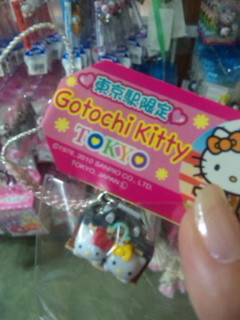 東京駅限定
Gotochi Kitty
TOKYO
©1976, 2010 SANRIO CO., LTD.
TOKYO, JAPAN Ⓛ